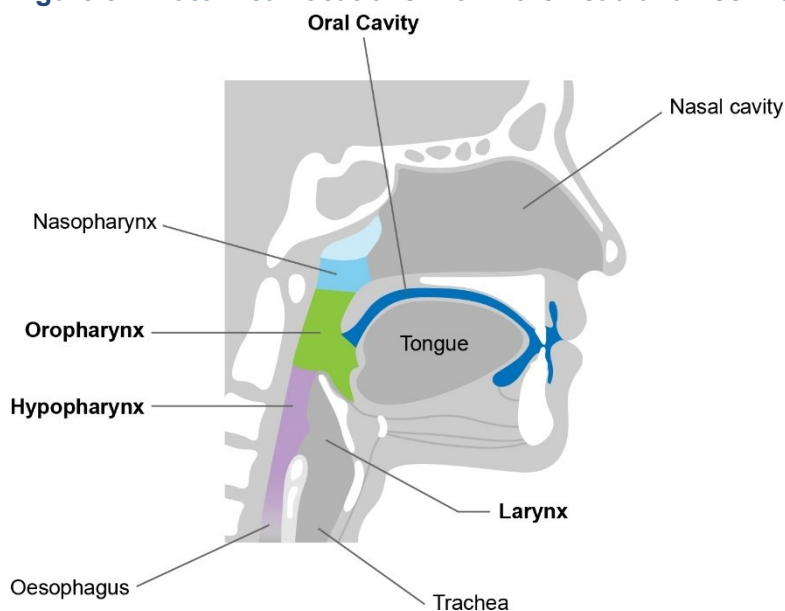 Oral Cavity
Nasal cavity
Nasopharynx
Oropharynx
Tongue
Hypopharynx
Larynx
Oesophagus
Trachea